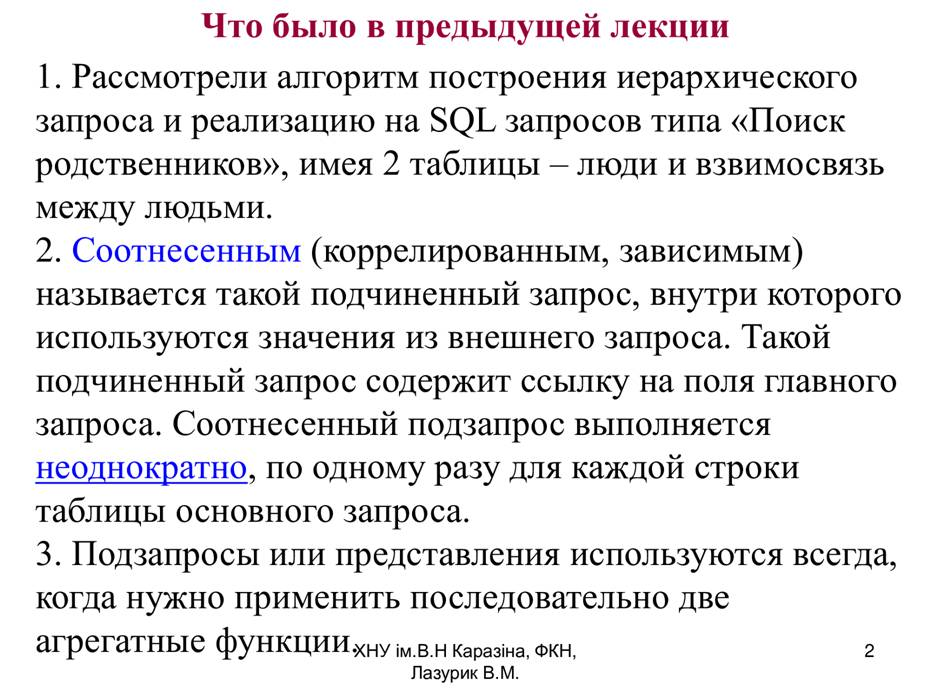 Что было в предыдущей лекции
1. Рассмотрели алгоритм построения иерархического
запроса и реализацию на SQL запросов типа «Поиск
родственников», имея 2 таблицы – люди и взвимосвязь
между людьми.
2. Соотнесенным (коррелированным, зависимым)
называется такой подчиненный запрос, внутри которого
используются значения из внешнего запроса. Такой
подчиненный запрос содержит ссылку на поля главного
запроса. Соотнесенный подзапрос выполняется
неоднократно, по одному разу для каждой строки
таблицы основного запроса.
3. Подзапросы или представления используются всегда,
когда нужно применить последовательно две
агрегатные функции.
ХНУ ім.В.Н Каразіна, ФКН,
Лазурик В.М.
2